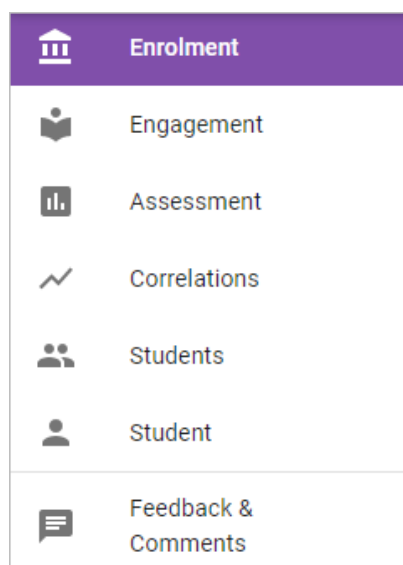 Enrolment
Engagement
Assessment
Correlations
Students
Student
Feedback &
Comments